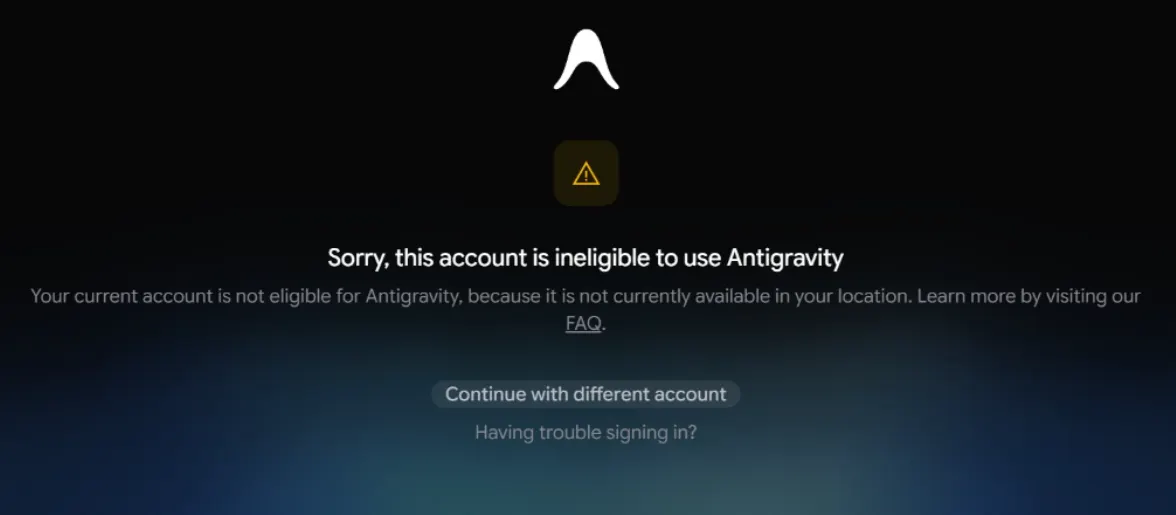 Sorry, this account is ineligible to use Antigravity
Your current account is not eligible for Antigravity, because it is not currently available in your location. Learn more by visiting our
FAQ.
Continue with different account
Having trouble signing in?